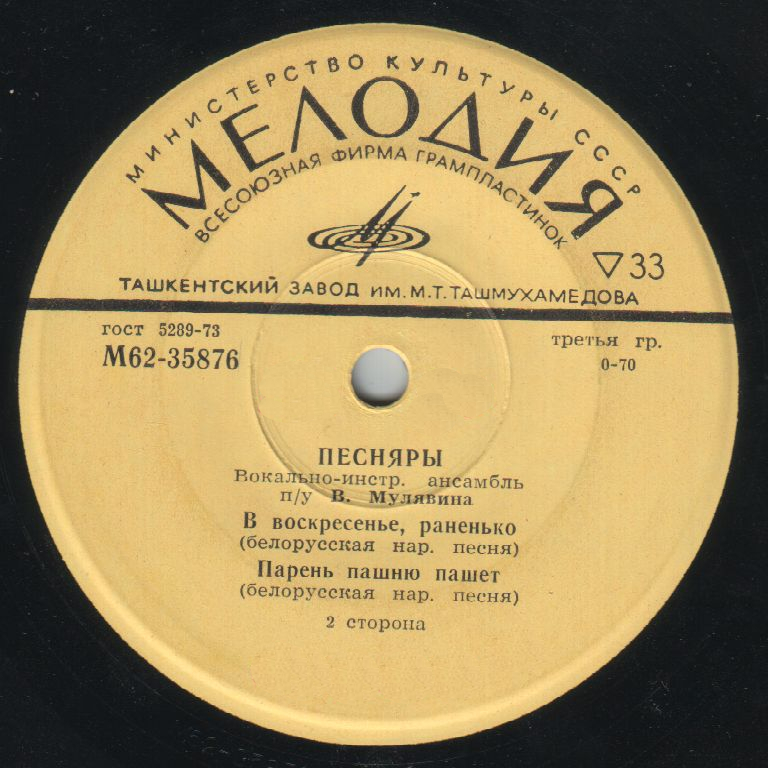 МИНИСТЕРСТВО КУЛЬТУРЫ СССР
МЕЛОДИЯ
ВСЕСОЮЗНАЯ ФИРМА ГРАМПЛАСТИНОК
33
ТАШКЕНТСКИЙ ЗАВОД ИМ. М.Т. ТАШМУХАМЕДОВА
гост 5289-73
М62-35876
третья гр.
0-70
ПЕСНЯРЫ
Вокально-инстр. ансамбль
п/у В. Мулявина
В воскресенье, раненько
(белорусская нар. песня)
Парень пашню пашет
(белорусская нар. песня)
2 сторона